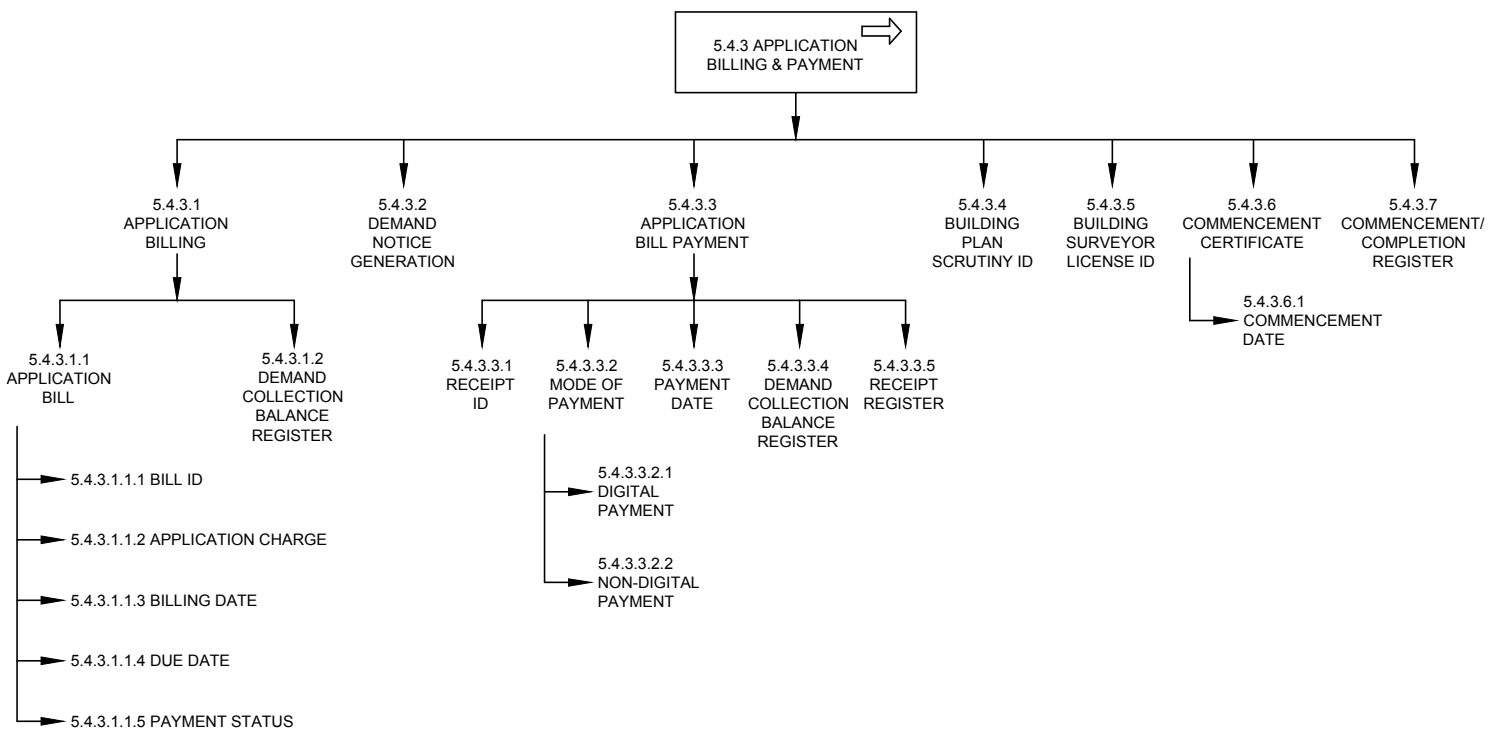 5.4.3 APPLICATION
BILLING & PAYMENT
5.4.3.1
APPLICATION
BILLING
5.4.3.2
DEMAND
NOTICE
GENERATION
5.4.3.3
APPLICATION
BILL PAYMENT
5.4.3.4
BUILDING
PLAN
SCRUTINY ID
5.4.3.5
BUILDING
SURVEYOR
LICENSE ID
5.4.3.6
COMMENCEMENT
CERTIFICATE
5.4.3.7
COMMENCEMENT/
COMPLETION
REGISTER
5.4.3.6.1
COMMENCEMENT
DATE
5.4.3.1.1
APPLICATION
BILL
5.4.3.1.2
DEMAND
COLLECTION
BALANCE
REGISTER
5.4.3.3.1
RECEIPT
ID
5.4.3.3.2
MODE OF
PAYMENT
5.4.3.3.3
PAYMENT
DATE
5.4.3.3.4
DEMAND
COLLECTION
BALANCE
REGISTER
5.4.3.3.5
RECEIPT
REGISTER
5.4.3.1.1.1 BILL ID
5.4.3.1.1.2 APPLICATION CHARGE
5.4.3.1.1.3 BILLING DATE
5.4.3.1.1.4 DUE DATE
5.4.3.1.1.5 PAYMENT STATUS
5.4.3.3.2.1
DIGITAL
PAYMENT
5.4.3.3.2.2
NON-DIGITAL
PAYMENT